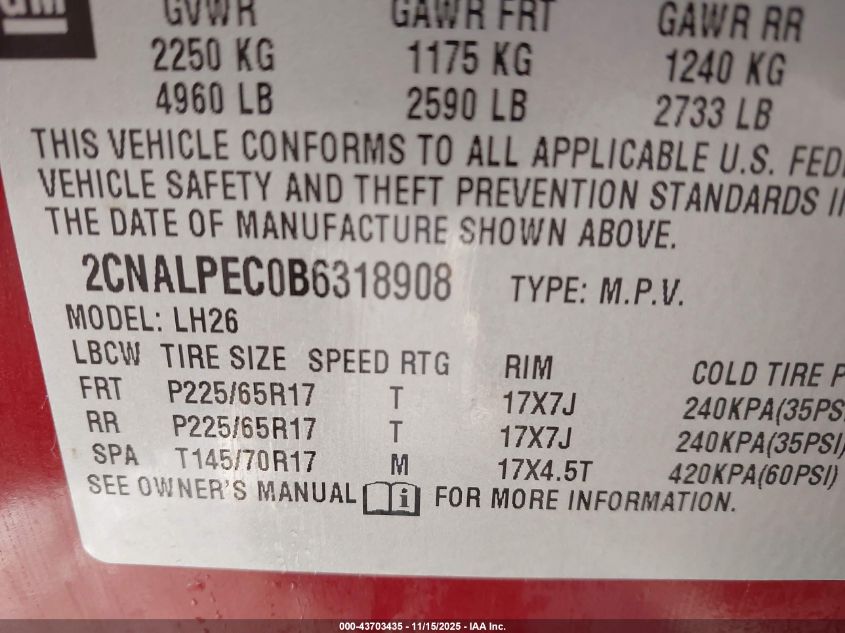 GM
GVWR GAWR FRT GAWR RR
2250 KG 1175 KG 1240 KG
4960 LB 2590 LB 2733 LB
THIS VEHICLE CONFORMS TO ALL APPLICABLE U.S. FED
VEHICLE SAFETY AND THEFT PREVENTION STANDARDS I
THE DATE OF MANUFACTURE SHOWN ABOVE.
2CNALPEC0B6318908 TYPE: M.P.V.
MODEL: LH26
LBCW TIRE SIZE SPEED RTG RIM COLD TIRE P
FRT P225/65R17 T 17X7J 240KPA(35PS
RR P225/65R17 T 17X7J 240KPA(35PSI)
SPA T145/70R17 M 17X4.5T 420KPA(60PSI)
SEE OWNER'S MANUAL i FOR MORE INFORMATION.
000-43703435 - 11/15/2025 - IAA Inc.